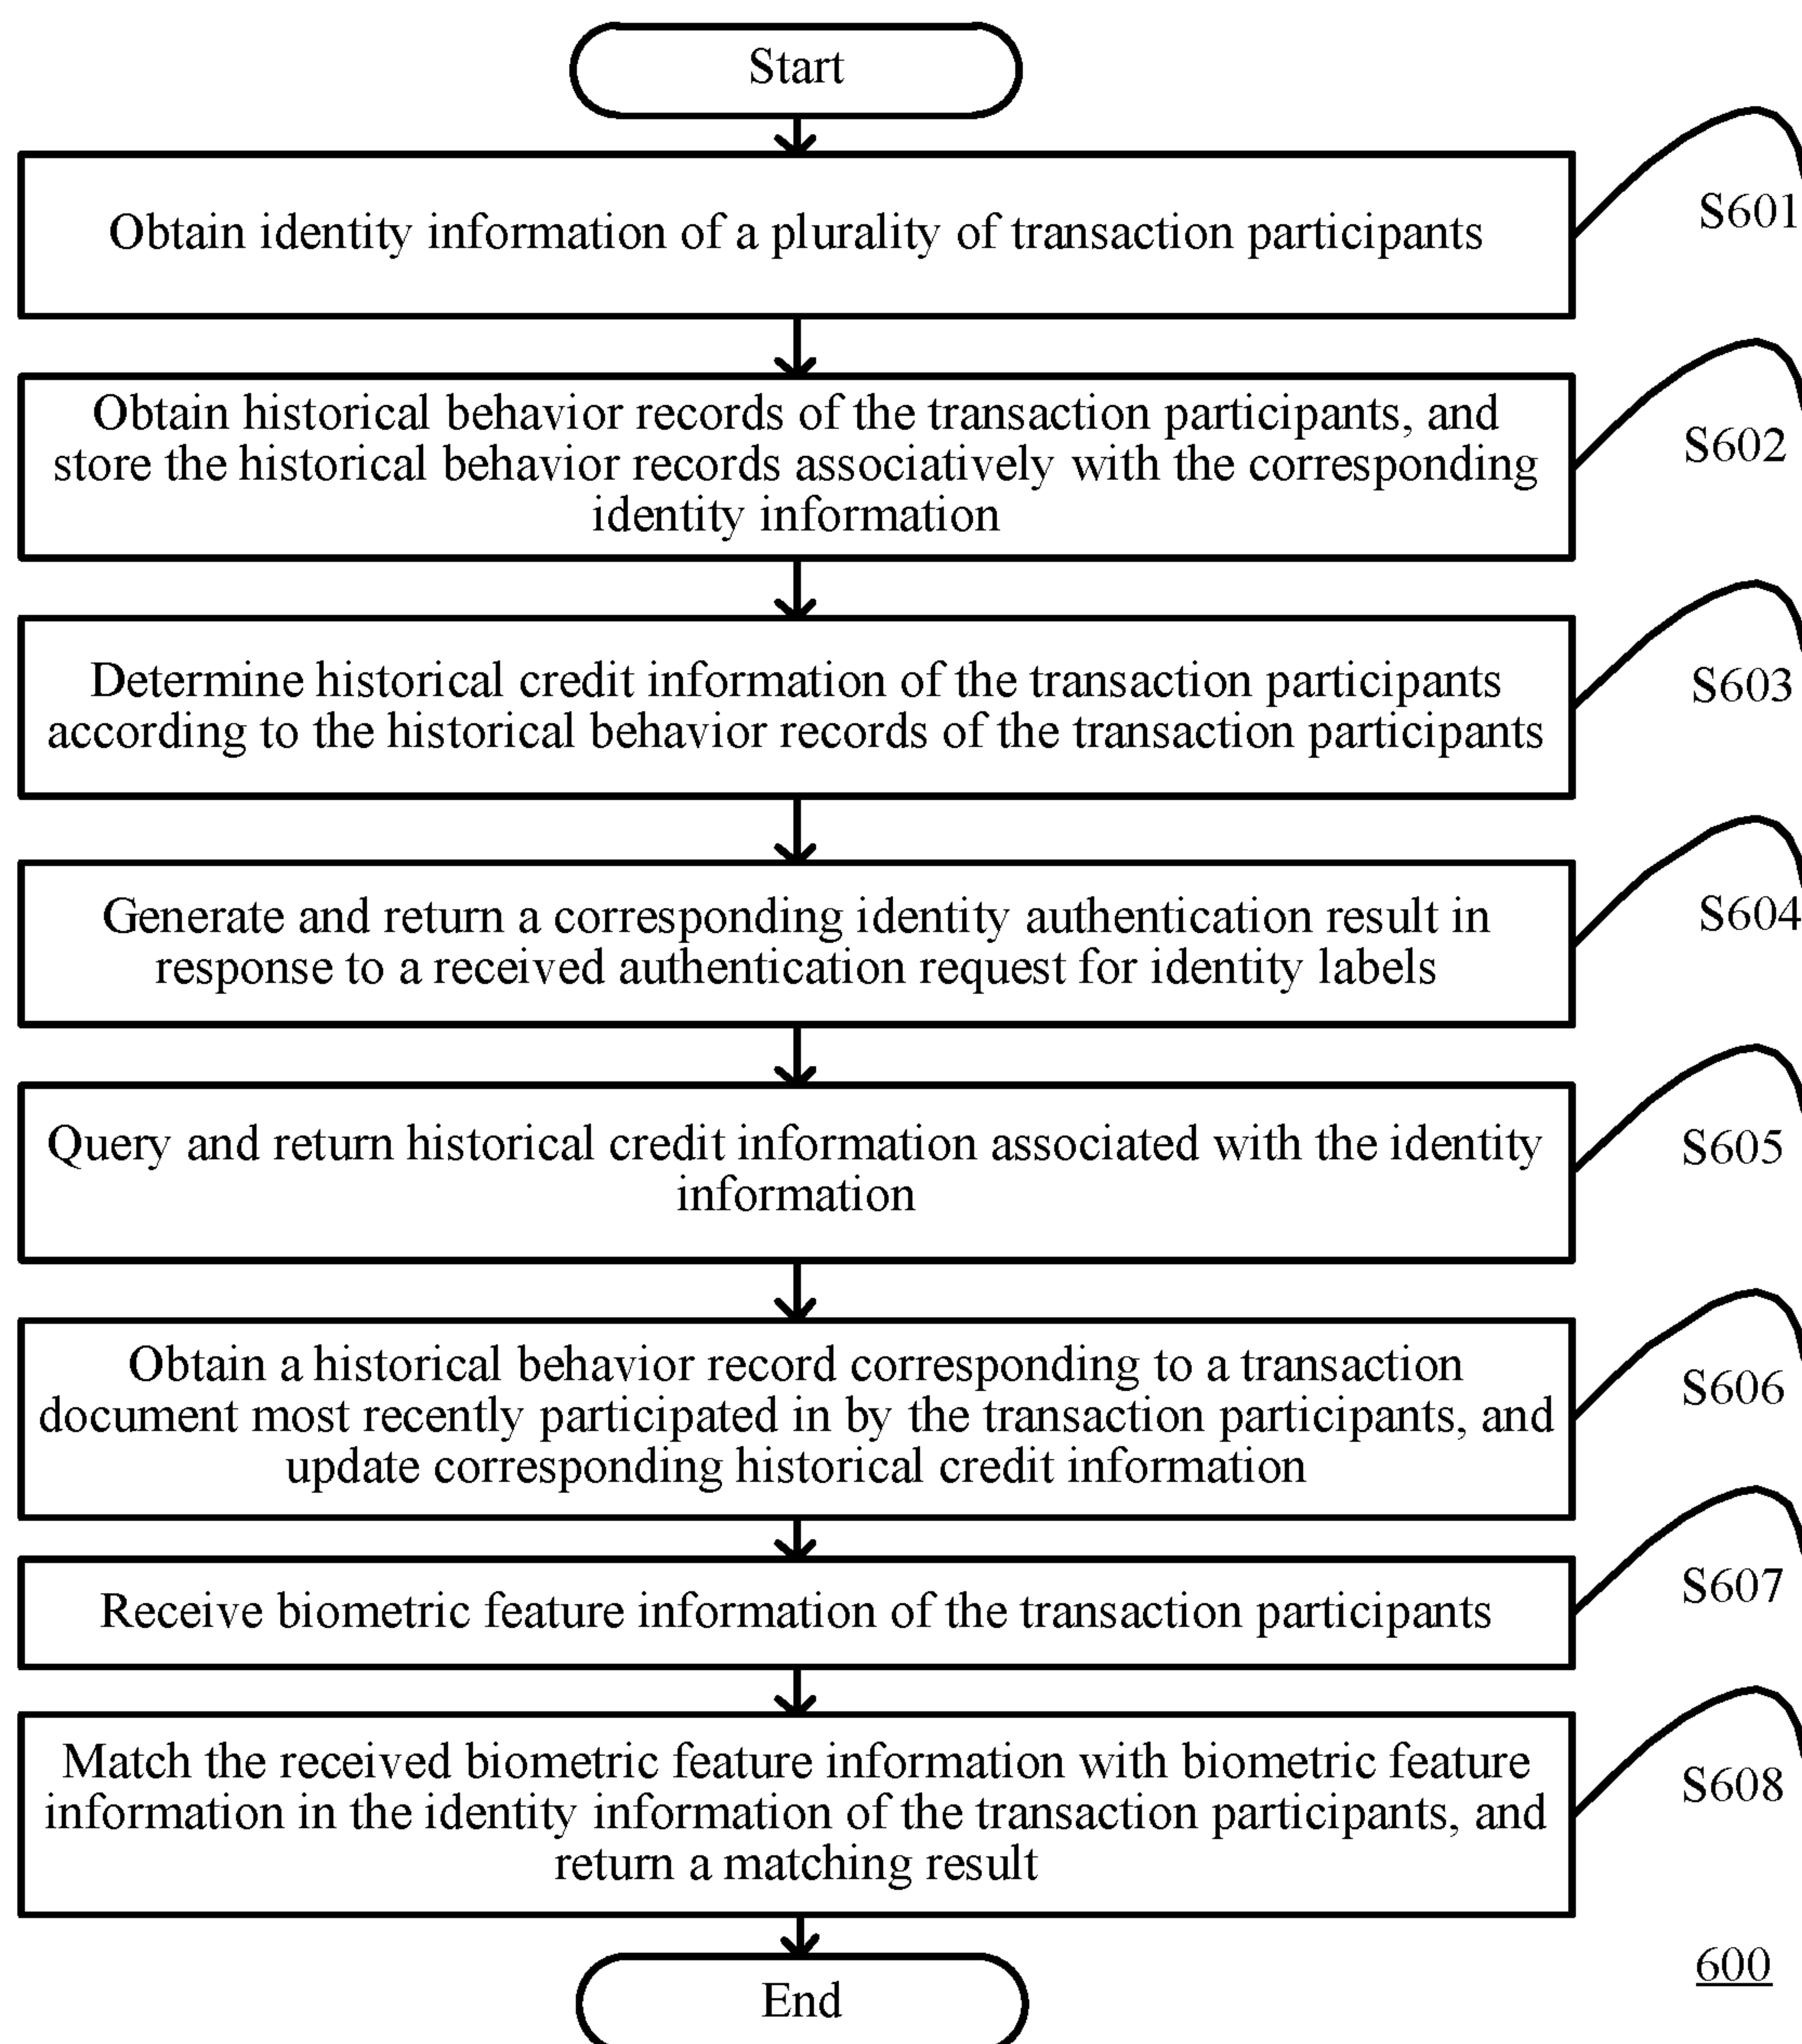 Start
Obtain identity information of a plurality of transaction participants
S601
Obtain historical behavior records of the transaction participants, and
store the historical behavior records associatively with the corresponding
identity information
S602
Determine historical credit information of the transaction participants
according to the historical behavior records of the transaction participants
S603
Generate and return a corresponding identity authentication result in
response to a received authentication request for identity labels
S604
Query and return historical credit information associated with the identity
information
S605
Obtain a historical behavior record corresponding to a transaction
document most recently participated in by the transaction participants, and
update corresponding historical credit information
S606
Receive biometric feature information of the transaction participants
S607
Match the received biometric feature information with biometric feature
information in the identity information of the transaction participants, and
return a matching result
S608
600
End